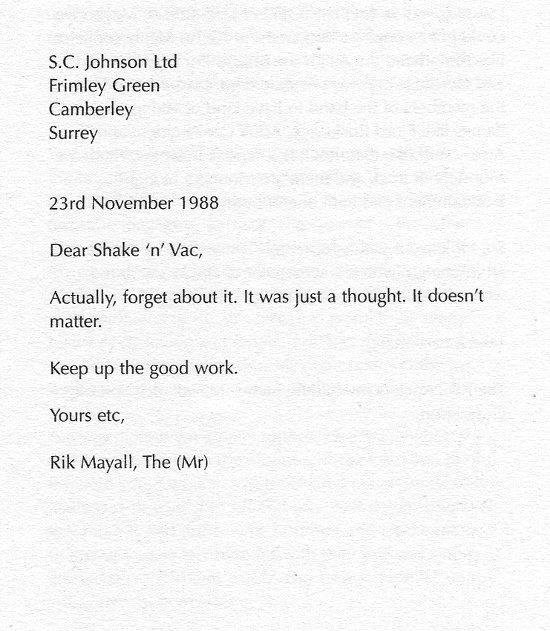 S.C. Johnson Ltd
Frimley Green
Camberley
Surrey
23rd November 1988
Dear Shake ‘n’ Vac,
Actually, forget about it. It was just a thought. It doesn’t
matter.
Keep up the good work.
Yours etc,
Rik Mayall, The (Mr)